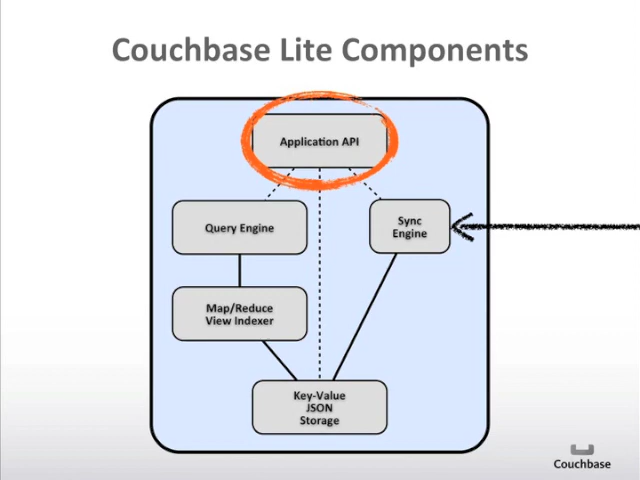 Couchbase Lite Components
Application API
Query Engine
Sync
Engine
Map/Reduce
View Indexer
Key-Value
JSON
Storage
Couchbase